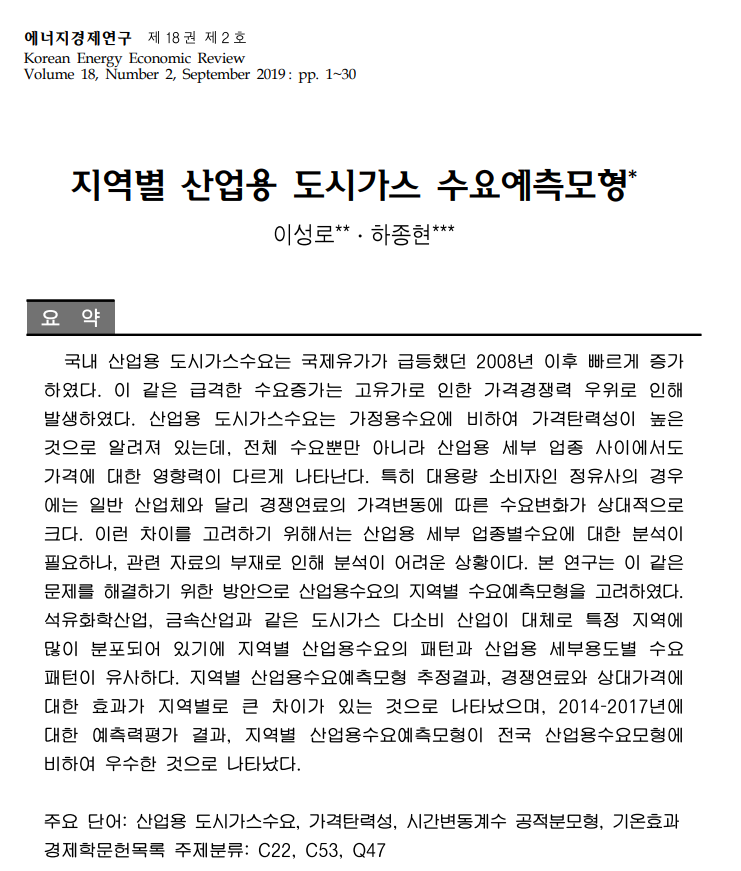 에너지경제연구 제 18 권 제 2 호
Korean Energy Economic Review
Volume 18, Number 2, September 2019 : pp. 1~30
지역별 산업용 도시가스 수요예측모형*
이성로** · 하종현***
요 약
국내 산업용 도시가스수요는 국제유가가 급등했던 2008년 이후 빠르게 증가
하였다. 이 같은 급격한 수요증가는 고유가로 인한 가격경쟁력 우위로 인해
발생하였다. 산업용 도시가스수요는 가정용수요에 비하여 가격탄력성이 높은
것으로 알려져 있는데, 전체 수요뿐만 아니라 산업용 세부 업종 사이에서도
가격에 대한 영향력이 다르게 나타난다. 특히 대용량 소비자인 정유사의 경우
에는 일반 산업체와 달리 경쟁연료의 가격변동에 따른 수요변화가 상대적으로
크다. 이런 차이를 고려하기 위해서는 산업용 세부 업종별수요에 대한 분석이
필요하나, 관련 자료의 부재로 인해 분석이 어려운 상황이다. 본 연구는 이 같은
문제를 해결하기 위한 방안으로 산업용수요의 지역별 수요예측모형을 고려하였다.
석유화학산업, 금속산업과 같은 도시가스 다소비 산업이 대체로 특정 지역에
많이 분포되어 있기에 지역별 산업용수요의 패턴과 산업용 세부용도별 수요
패턴이 유사하다. 지역별 산업용수요예측모형 추정결과, 경쟁연료와 상대가격에
대한 효과가 지역별로 큰 차이가 있는 것으로 나타났으며, 2014-2017년에
대한 예측력평가 결과, 지역별 산업용수요예측모형이 전국 산업용수요모형에
비하여 우수한 것으로 나타났다.
주요 단어: 산업용 도시가스수요, 가격탄력성, 시간변동계수 공적분모형, 기온효과
경제학문헌목록 주제분류: C22, C53, Q47